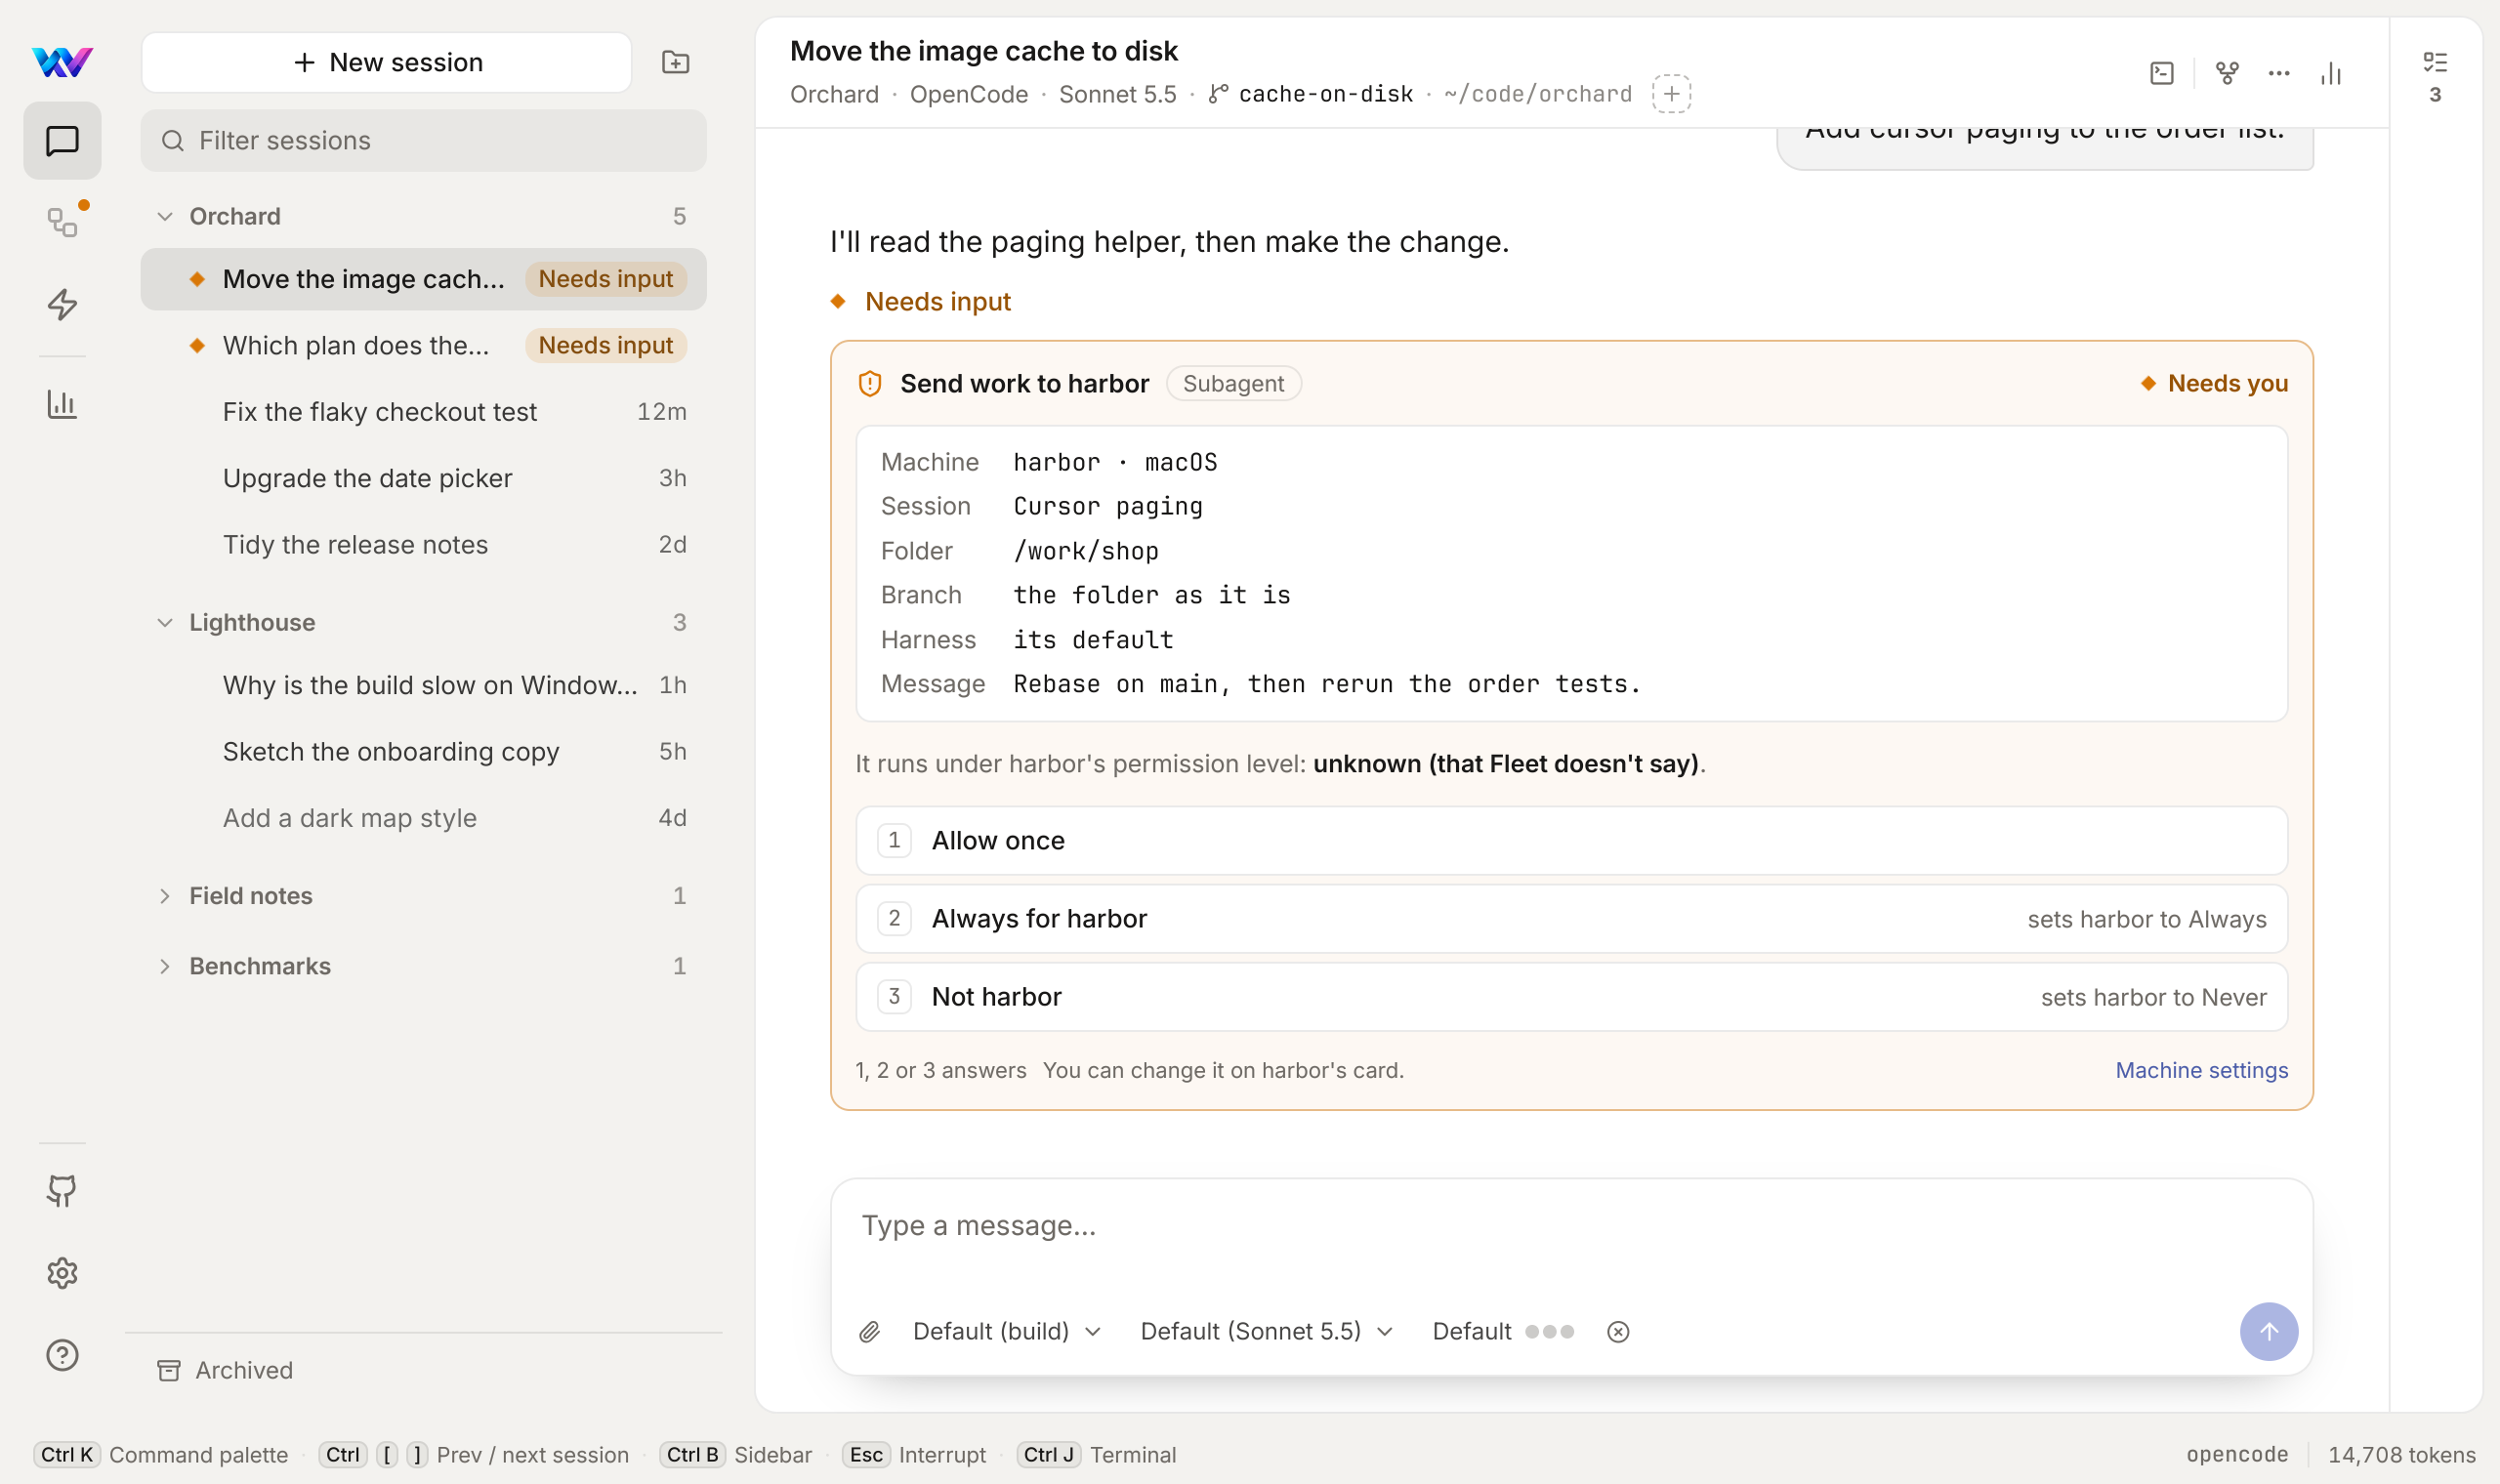 New session
Filter sessions
Orchard 5
Move the image cach... Needs input
Which plan does the... Needs input
Fix the flaky checkout test 12m
Upgrade the date picker 3h
Tidy the release notes 2d
Lighthouse 3
Why is the build slow on Window... 1h
Sketch the onboarding copy 5h
Add a dark map style 4d
Field notes 1
Benchmarks 1
Archived
Move the image cache to disk
Orchard · OpenCode · Sonnet 5.5 · cache-on-disk · ~/code/orchard
3
Add cursor paging to the order list.
I'll read the paging helper, then make the change.
Needs input
Send work to harbor Subagent Needs you
Machine harbor · macOS
Session Cursor paging
Folder /work/shop
Branch the folder as it is
Harness its default
Message Rebase on main, then rerun the order tests.
It runs under harbor's permission level: unknown (that Fleet doesn't say).
1 Allow once
2 Always for harbor sets harbor to Always
3 Not harbor sets harbor to Never
1, 2 or 3 answers You can change it on harbor's card. Machine settings
Type a message...
Default (build) Default (Sonnet 5.5) Default
Ctrl K Command palette · Ctrl [ ] Prev / next session · Ctrl B Sidebar · Esc Interrupt · Ctrl J Terminal
opencode 14,708 tokens